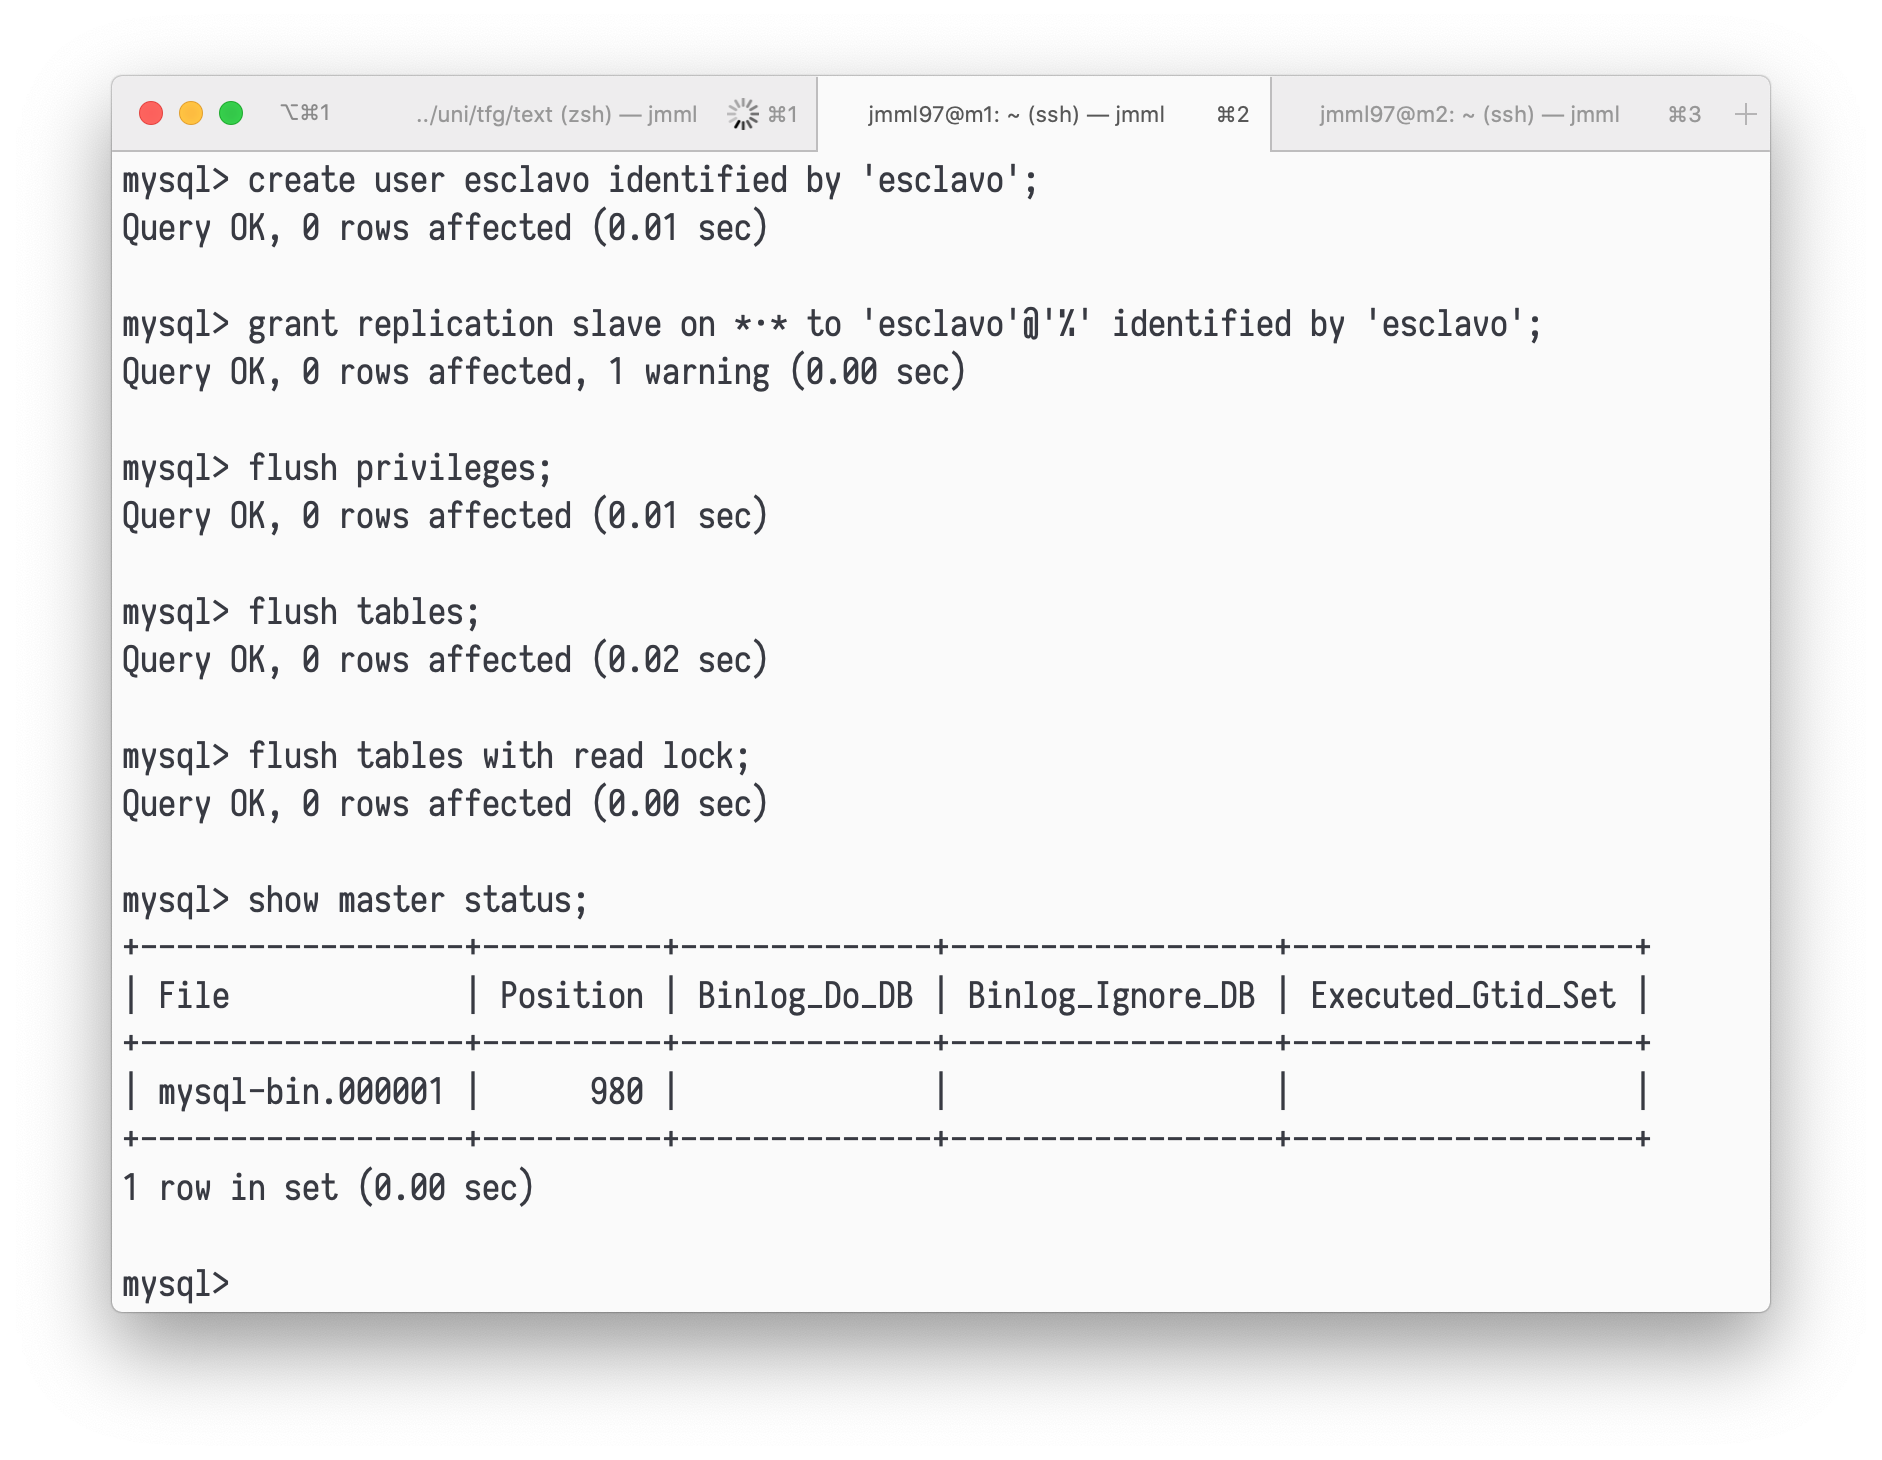 ⌥⌘1 ../uni/tfg/text (zsh) — jmml ⌘1 jmml97@m1: ~ (ssh) — jmml ⌘2 jmml97@m2: ~ (ssh) — jmml ⌘3 +
mysql> create user esclavo identified by 'esclavo';
Query OK, 0 rows affected (0.01 sec)
mysql> grant replication slave on *.* to 'esclavo'@'%' identified by 'esclavo';
Query OK, 0 rows affected, 1 warning (0.00 sec)
mysql> flush privileges;
Query OK, 0 rows affected (0.01 sec)
mysql> flush tables;
Query OK, 0 rows affected (0.02 sec)
mysql> flush tables with read lock;
Query OK, 0 rows affected (0.00 sec)
mysql> show master status;
+------------------+----------+--------------+------------------+-------------------+
| File             | Position | Binlog_Do_DB | Binlog_Ignore_DB | Executed_Gtid_Set |
+------------------+----------+--------------+------------------+-------------------+
| mysql-bin.000001 |      980 |              |                  |                   |
+------------------+----------+--------------+------------------+-------------------+
1 row in set (0.00 sec)
mysql>